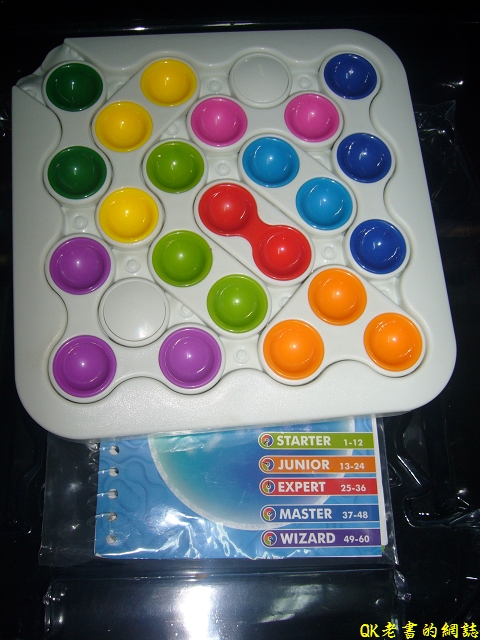 STARTER 1-12
JUNIOR 13-24
EXPERT 25-36
MASTER 37-48
WIZARD 49-60
QK老書的網誌